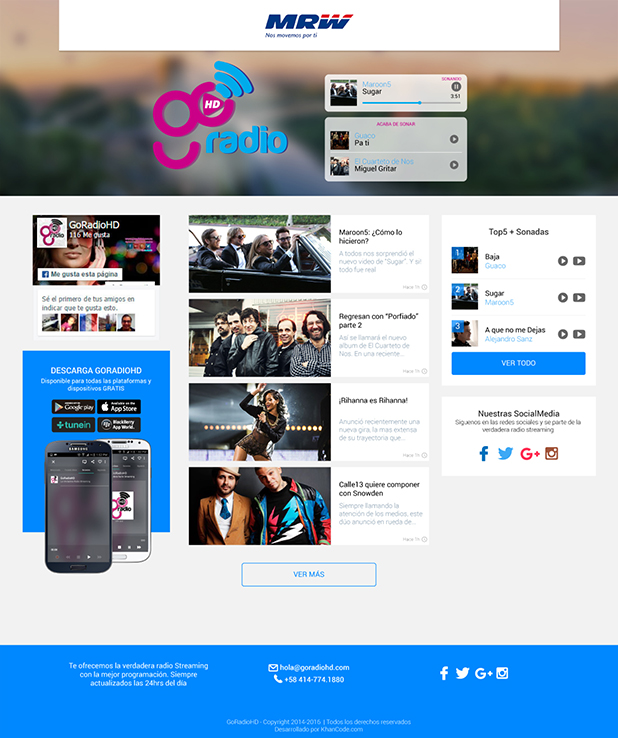 MRW
Nos movemos por ti
go HD radio
SONANDO
Maroon5
Sugar
3:51
ACABA DE SONAR
Guaco
Pa ti
El Cuarteto de Nos
Miguel Gritar
GoRadioHD
116 Me gusta
Me gusta esta página
Sé el primero de tus amigos en
indicar que te gusta esto.
DESCARGA GORADIOHD
Disponible para todas las plataformas y
dispositivos GRATIS
Google play
Available on the
App Store
tunein
BlackBerry
App World.
SAMSUNG
Maroon5: ¿Cómo lo
hicieron?
A todos nos sorprendió el
nuevo video de "Sugar". Y si!
todo fue real
Hace 1h
Regresan con "Porfiado"
parte 2
Así se llamará el nuevo
album de El Cuarteto de
Nos. En una reciente...
Hace 1h
¡Rihanna es Rihanna!
Anunció recientemente una
nueva gira, la mas extensa
de su trayectoria que...
Hace 1h
Calle13 quiere componer
con Snowden
Siempre llamando la
atención de los medios, este
dúo anunció en rueda de...
Hace 1h
VER MÁS
Top5 + Sonadas
1
Baja
Guaco
2
Sugar
Maroon5
3
A que no me Dejas
Alejandro Sanz
VER TODO
Nuestras SocialMedia
Siguenos en las redes sociales y se parte de la
verdadera radio streaming
Te ofrecemos la verdadera radio Streaming
con la mejor programación. Siempre
actualizados las 24hrs del día
hola@goradiohd.com
+58 414-774.1880
GoRadioHD - Copyright 2014-2016 | Todos los derechos reservados
Desarrollado por KhanCode.com